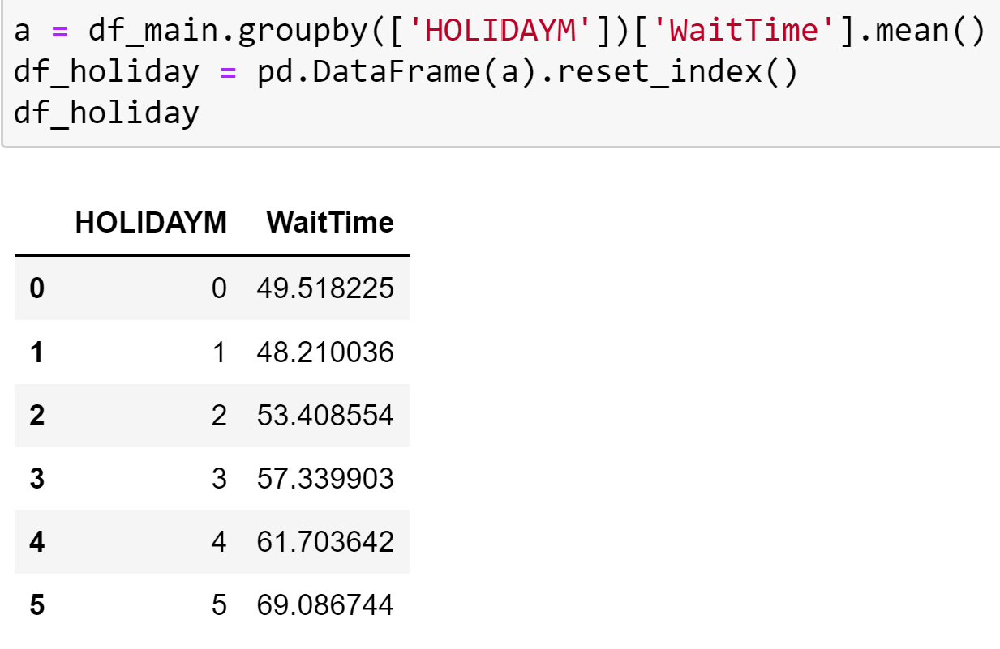 a = df_main.groupby(['HOLIDAYM'])['WaitTime'].mean()
df_holiday = pd.DataFrame(a).reset_index()
df_holiday
HOLIDAYM WaitTime
0 0 49.518225
1 1 48.210036
2 2 53.408554
3 3 57.339903
4 4 61.703642
5 5 69.086744